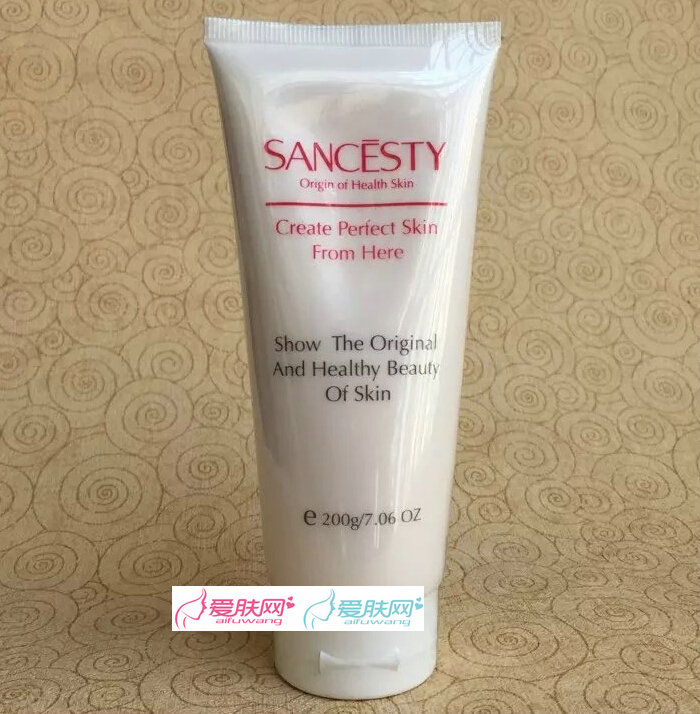 SANCĒSTY
Origin of Health Skin
Create Perfect Skin
From Here
Show The Original
And Healthy Beauty
Of Skin
e 200g/7.06 OZ
爱肤网 爱肤网
aifuwang aifuwang